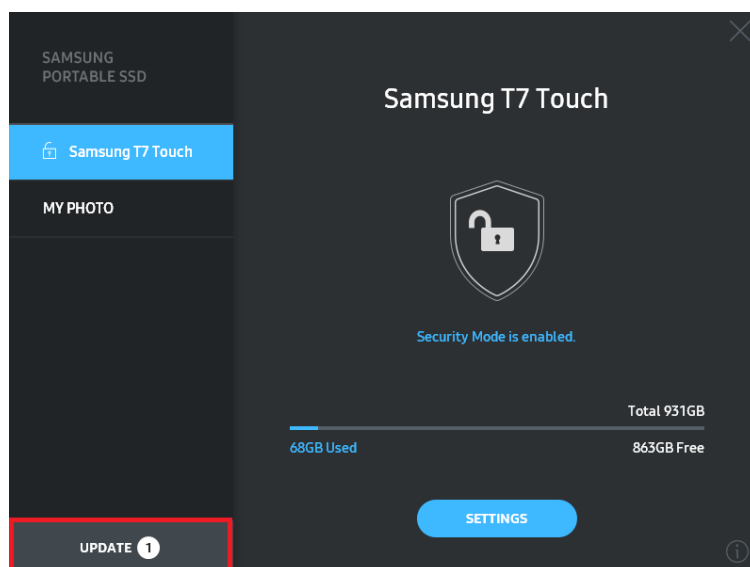 SAMSUNG
PORTABLE SSD
Samsung T7 Touch
MY PHOTO
UPDATE 1
Samsung T7 Touch
Security Mode is enabled.
Total 931GB
68GB Used
863GB Free
SETTINGS